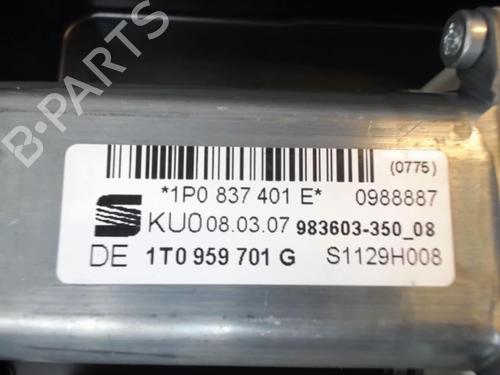 (0775)
*1P0 837 401 E* 0988887
KU0 08.03.07 983603-350_08
DE 1T0 959 701 G S1129H008
B-PARTS